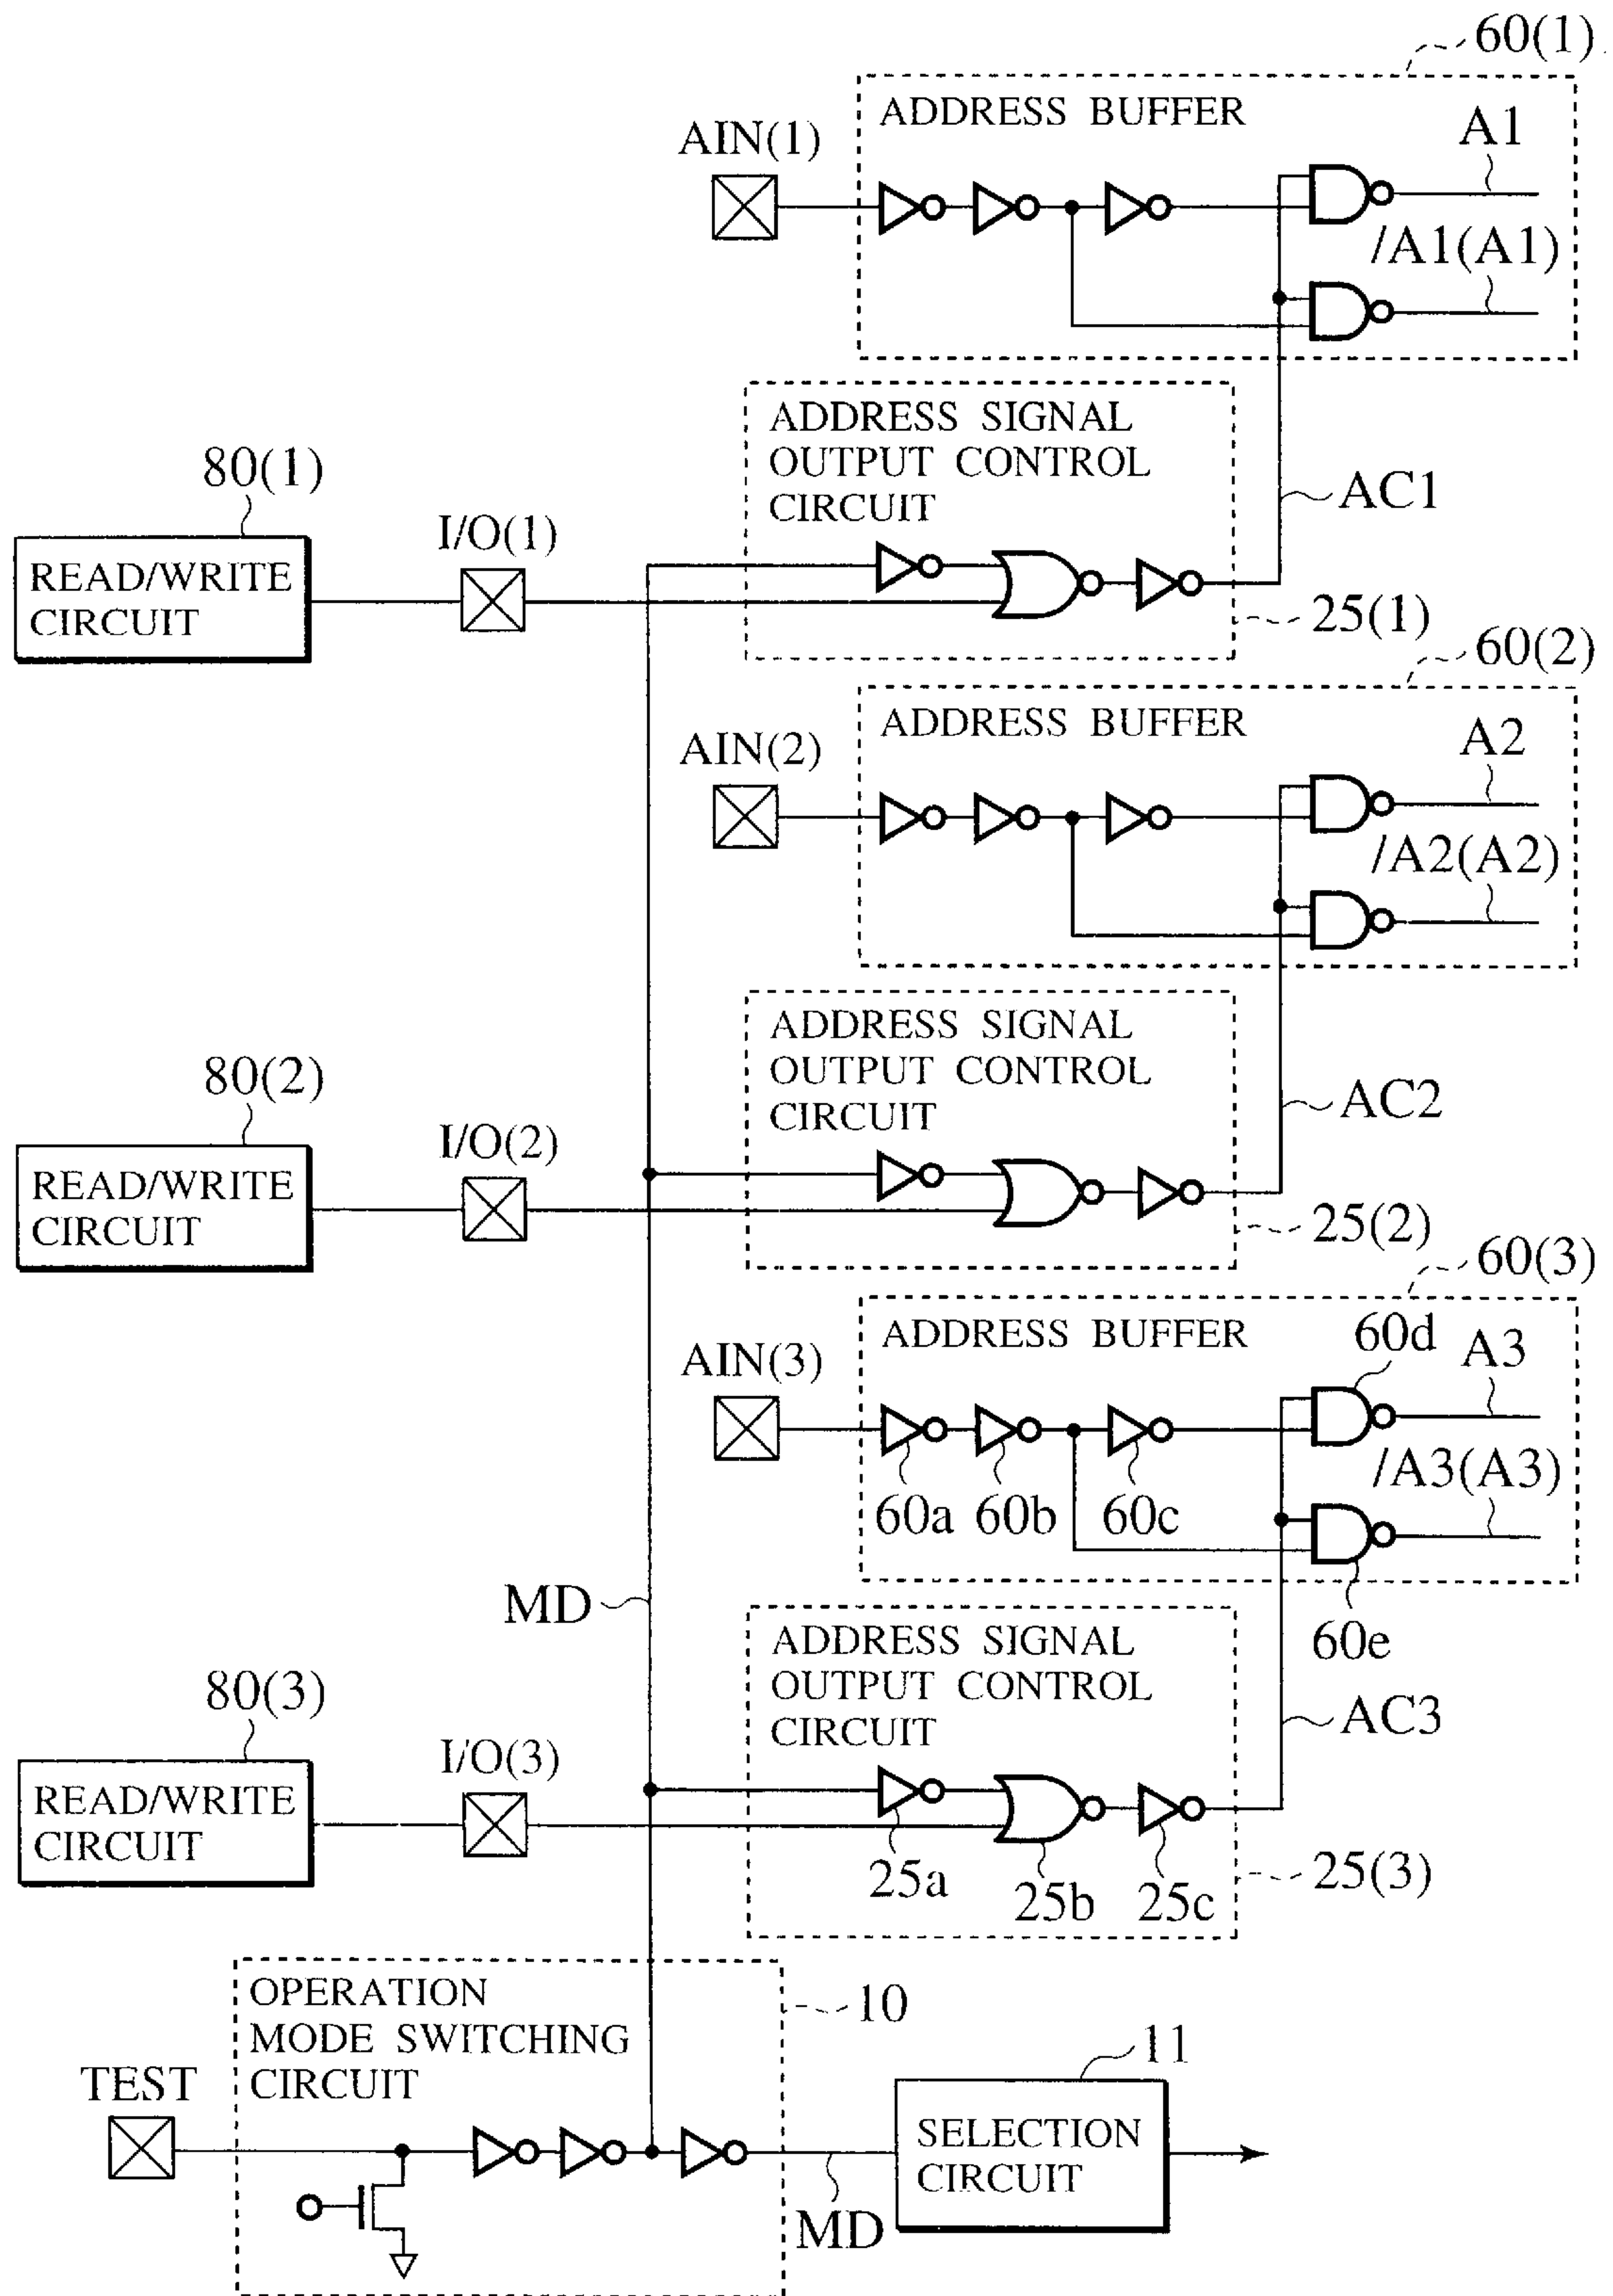 60(1)
ADDRESS BUFFER
AIN(1)
A1
/A1(A1)
ADDRESS SIGNAL
OUTPUT CONTROL
CIRCUIT
AC1
80(1)
I/O(1)
READ/WRITE
CIRCUIT
25(1)
60(2)
ADDRESS BUFFER
AIN(2)
A2
/A2(A2)
ADDRESS SIGNAL
OUTPUT CONTROL
CIRCUIT
AC2
80(2)
I/O(2)
READ/WRITE
CIRCUIT
25(2)
60(3)
ADDRESS BUFFER
60d
A3
AIN(3)
/A3(A3)
60a
60b
60c
MD
60e
ADDRESS SIGNAL
OUTPUT CONTROL
CIRCUIT
AC3
80(3)
I/O(3)
READ/WRITE
CIRCUIT
25a
25b
25c
25(3)
OPERATION
MODE SWITCHING
CIRCUIT
10
TEST
11
SELECTION
CIRCUIT
MD